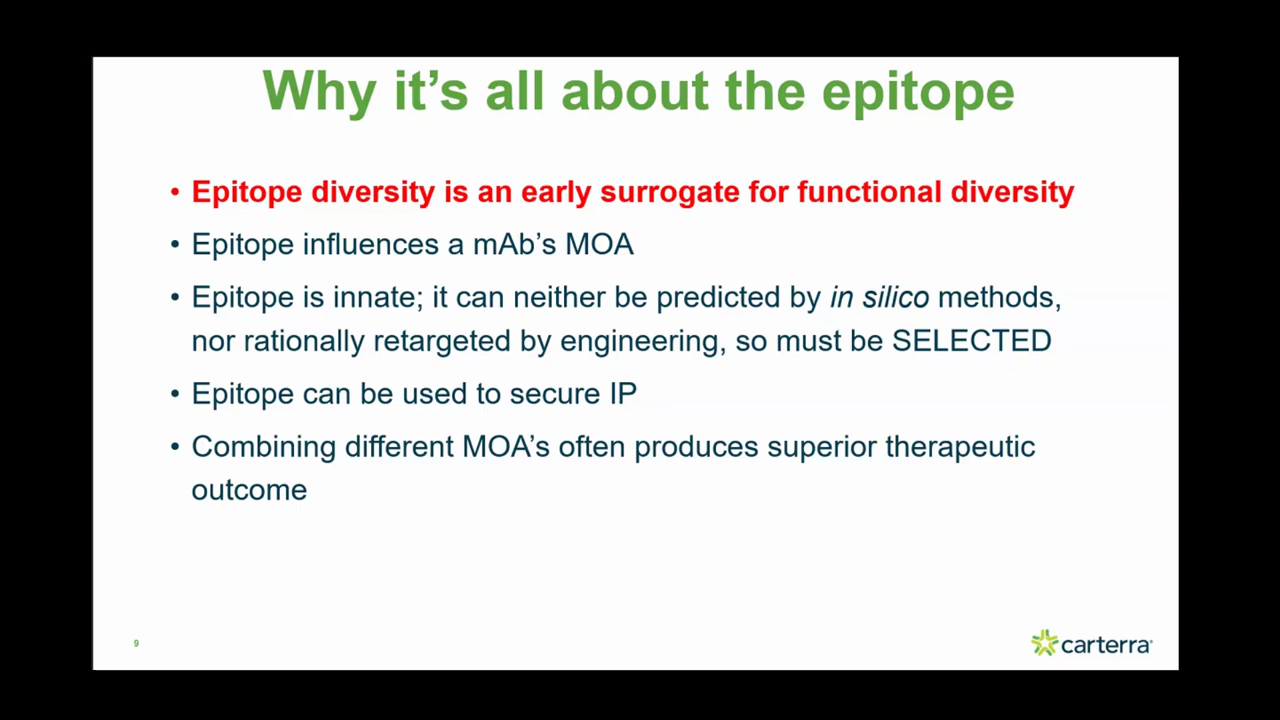 Why it's all about the epitope
• Epitope diversity is an early surrogate for functional diversity
• Epitope influences a mAb's MOA
• Epitope is innate; it can neither be predicted by in silico methods,
nor rationally retargeted by engineering, so must be SELECTED
• Epitope can be used to secure IP
• Combining different MOA's often produces superior therapeutic
outcome
9
carterra